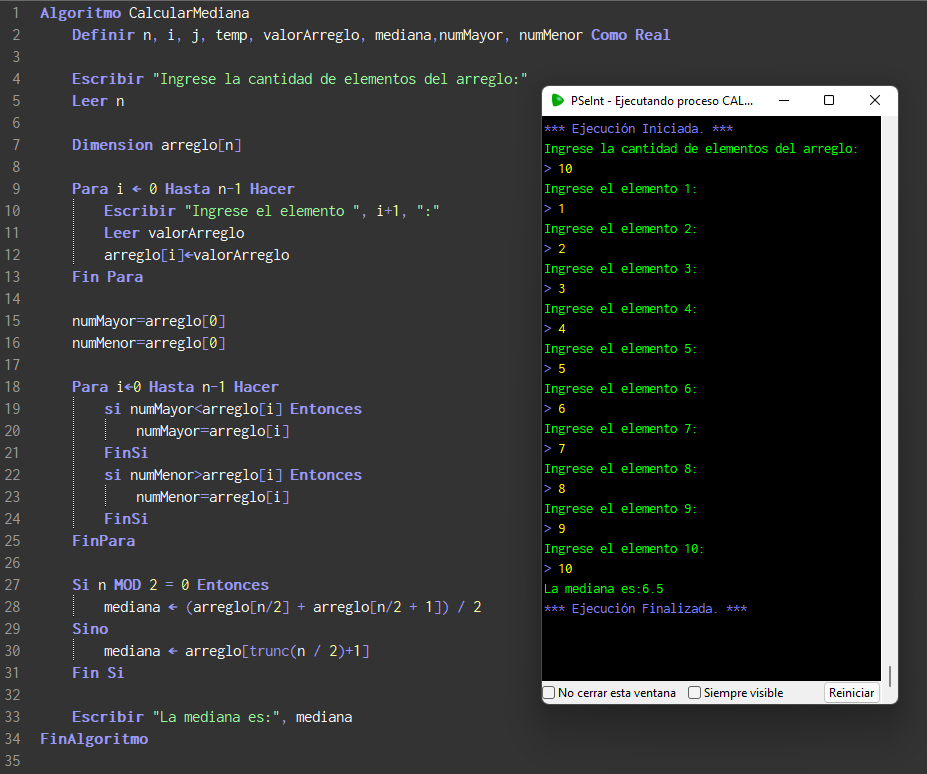 1 Algoritmo CalcularMediana
2 Definir n, i, j, temp, valorArreglo, mediana,numMayor, numMenor Como Real
3
4 Escribir "Ingrese la cantidad de elementos del arreglo:"
5 Leer n
6
7 Dimension arreglo[n]
8
9 Para i ← 0 Hasta n-1 Hacer
10 Escribir "Ingrese el elemento ", i+1, ":"
11 Leer valorArreglo
12 arreglo[i]←valorArreglo
13 Fin Para
14
15 numMayor=arreglo[0]
16 numMenor=arreglo[0]
17
18 Para i←0 Hasta n-1 Hacer
19 si numMayor<arreglo[i] Entonces
20 numMayor=arreglo[i]
21 FinSi
22 si numMenor>arreglo[i] Entonces
23 numMenor=arreglo[i]
24 FinSi
25 FinPara
26
27 Si n MOD 2 = 0 Entonces
28 mediana ← (arreglo[n/2] + arreglo[n/2 + 1]) / 2
29 Sino
30 mediana ← arreglo[trunc(n / 2)+1]
31 Fin Si
32
33 Escribir "La mediana es:", mediana
34 FinAlgoritmo
35
PSeInt - Ejecutando proceso CAL...
*** Ejecución Iniciada. ***
Ingrese la cantidad de elementos del arreglo:
> 10
Ingrese el elemento 1:
> 1
Ingrese el elemento 2:
> 2
Ingrese el elemento 3:
> 3
Ingrese el elemento 4:
> 4
Ingrese el elemento 5:
> 5
Ingrese el elemento 6:
> 6
Ingrese el elemento 7:
> 7
Ingrese el elemento 8:
> 8
Ingrese el elemento 9:
> 9
Ingrese el elemento 10:
> 10
La mediana es:6.5
*** Ejecución Finalizada. ***
No cerrar esta ventana Siempre visible Reiniciar